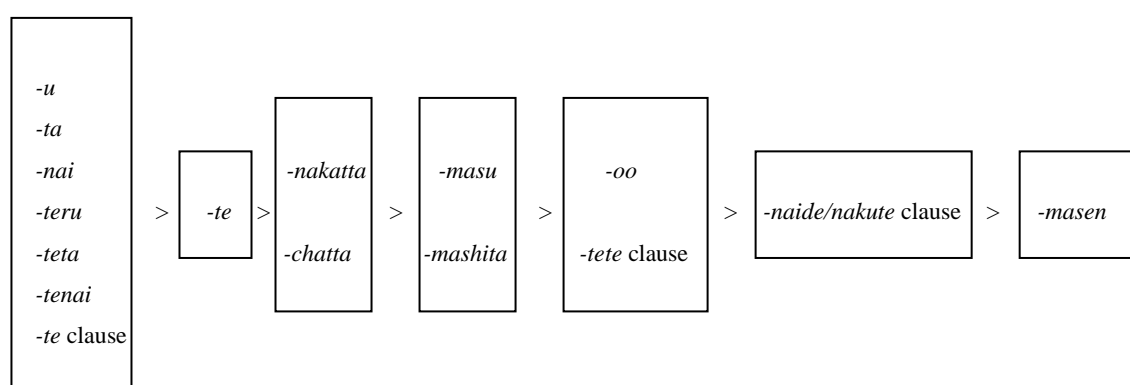 -u
-ta
-nai
-teru
-teta
-tenai
-te clause
>
-te
>
-nakatta
-chatta
>
-masu
-mashita
>
-oo
-tete clause
>
-naide/nakute clause
>
-masen